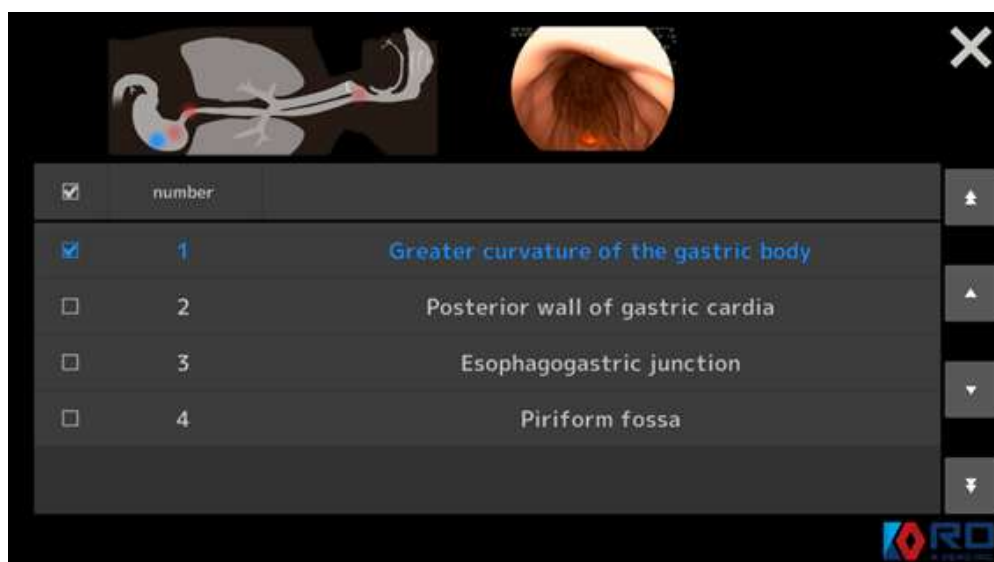 number
1 Greater curvature of the gastric body
2 Posterior wall of gastric cardia
3 Esophagogastric junction
4 Piriform fossa